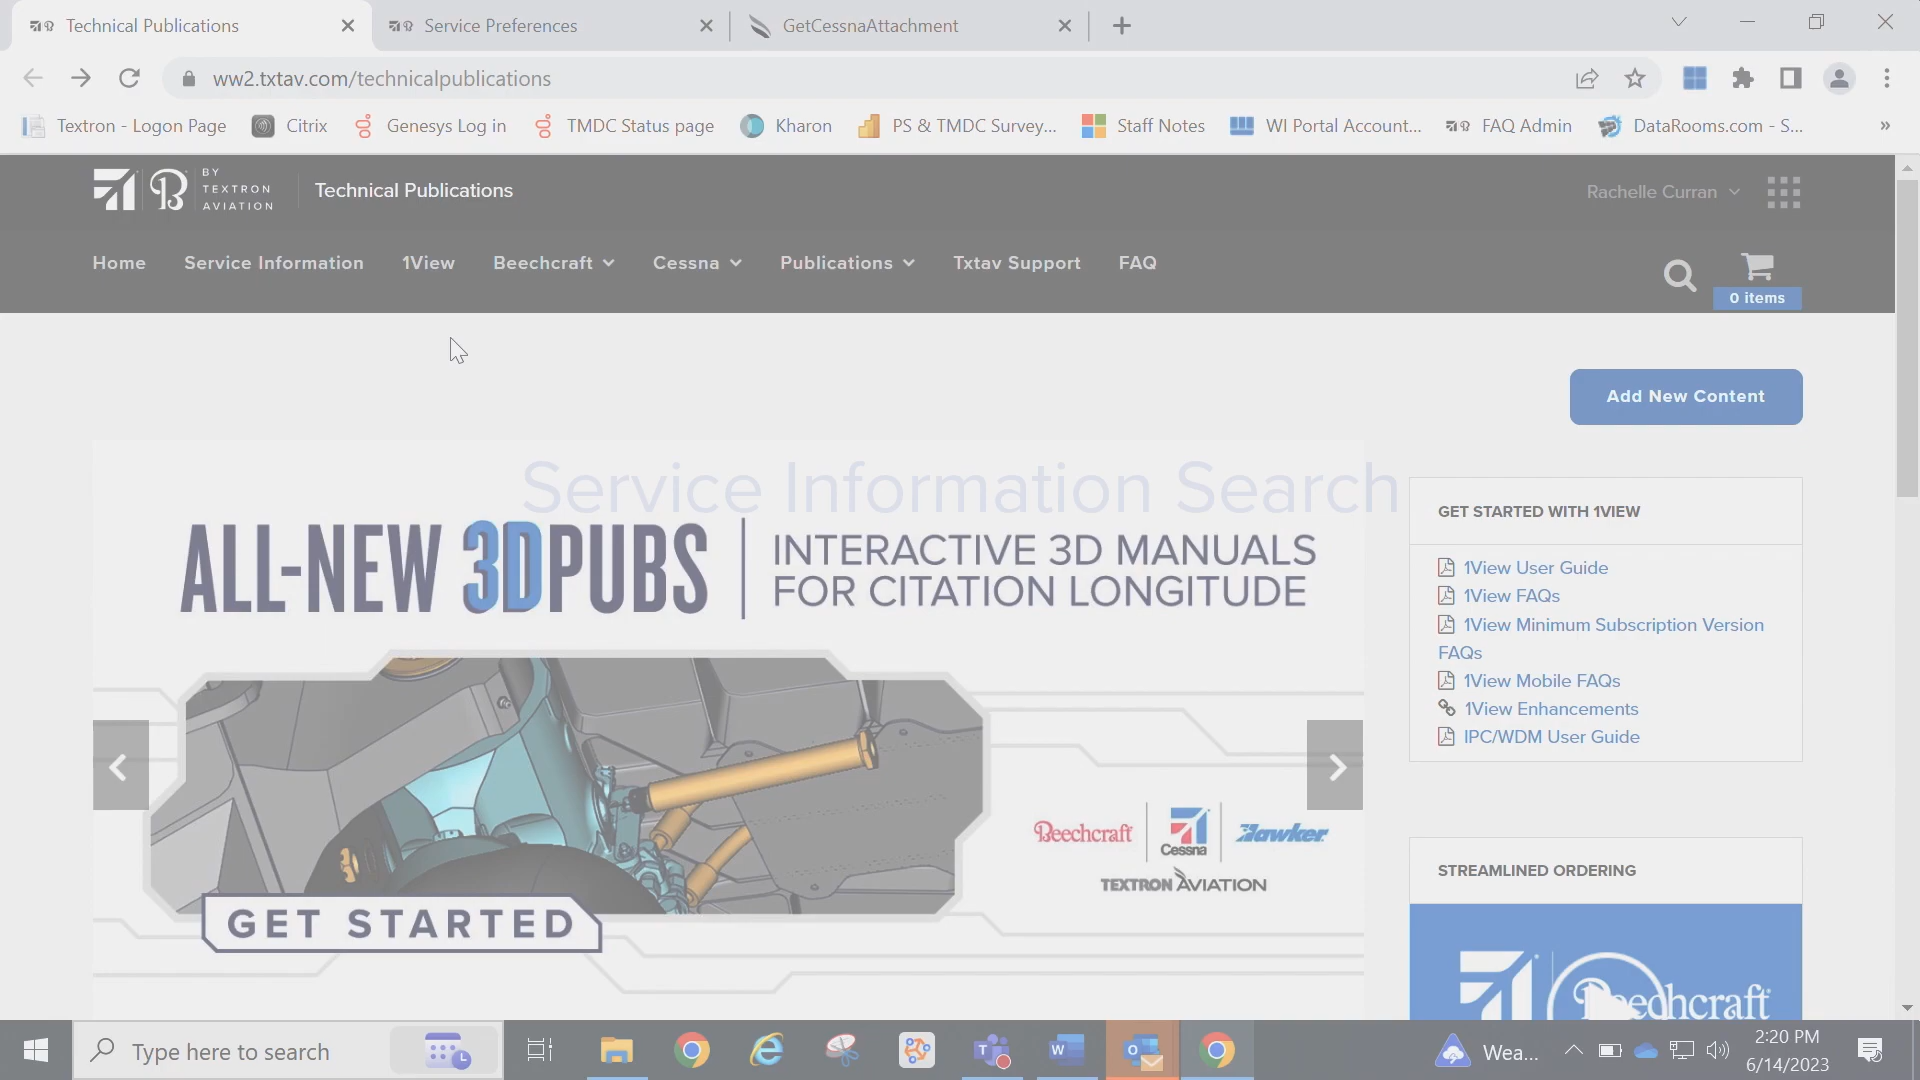 Technical Publications
Service Preferences
GetCessnaAttachment
ww2.txtav.com/technicalpublications
Textron - Logon Page
Citrix
Genesys Log in
TMDC Status page
Kharon
PS & TMDC Survey...
Staff Notes
WI Portal Account...
FAQ Admin
DataRooms.com - S...
»
BY
TEXTRON
AVIATION
Technical Publications
Rachelle Curran
Home
Service Information
1View
Beechcraft
Cessna
Publications
Txtav Support
FAQ
0 items
Add New Content
Service Information Search
ALL-NEW 3DPUBS
INTERACTIVE 3D MANUALS
FOR CITATION LONGITUDE
GET STARTED
Beechcraft
Cessna
Hawker
TEXTRON AVIATION
GET STARTED WITH 1VIEW
1View User Guide
1View FAQs
1View Minimum Subscription Version
FAQs
1View Mobile FAQs
1View Enhancements
IPC/WDM User Guide
STREAMLINED ORDERING
Beechcraft
Type here to search
Wea...
2:20 PM
6/14/2023